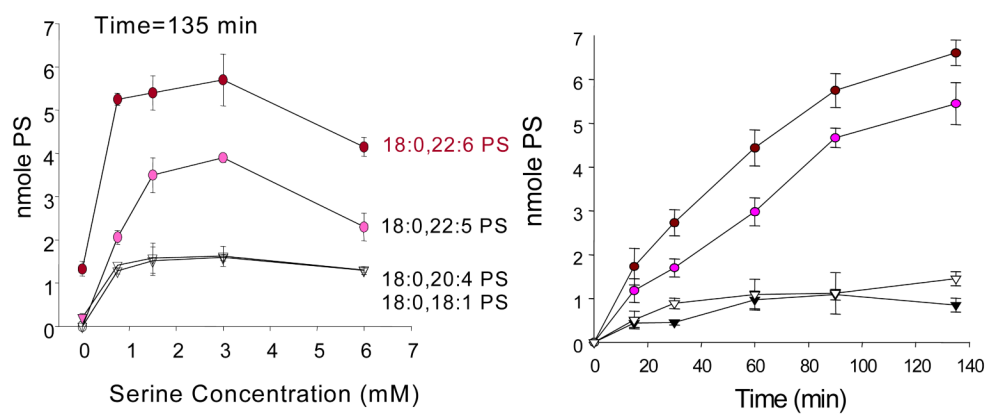 Time=135 min
nmole PS
7
6
5
4
3
2
1
0
18:0,22:6 PS
18:0,22:5 PS
18:0,20:4 PS
18:0,18:1 PS
0 1 2 3 4 5 6 7
Serine Concentration (mM)
nmole PS
7
6
5
4
3
2
1
0
0 20 40 60 80 100 120 140
Time (min)